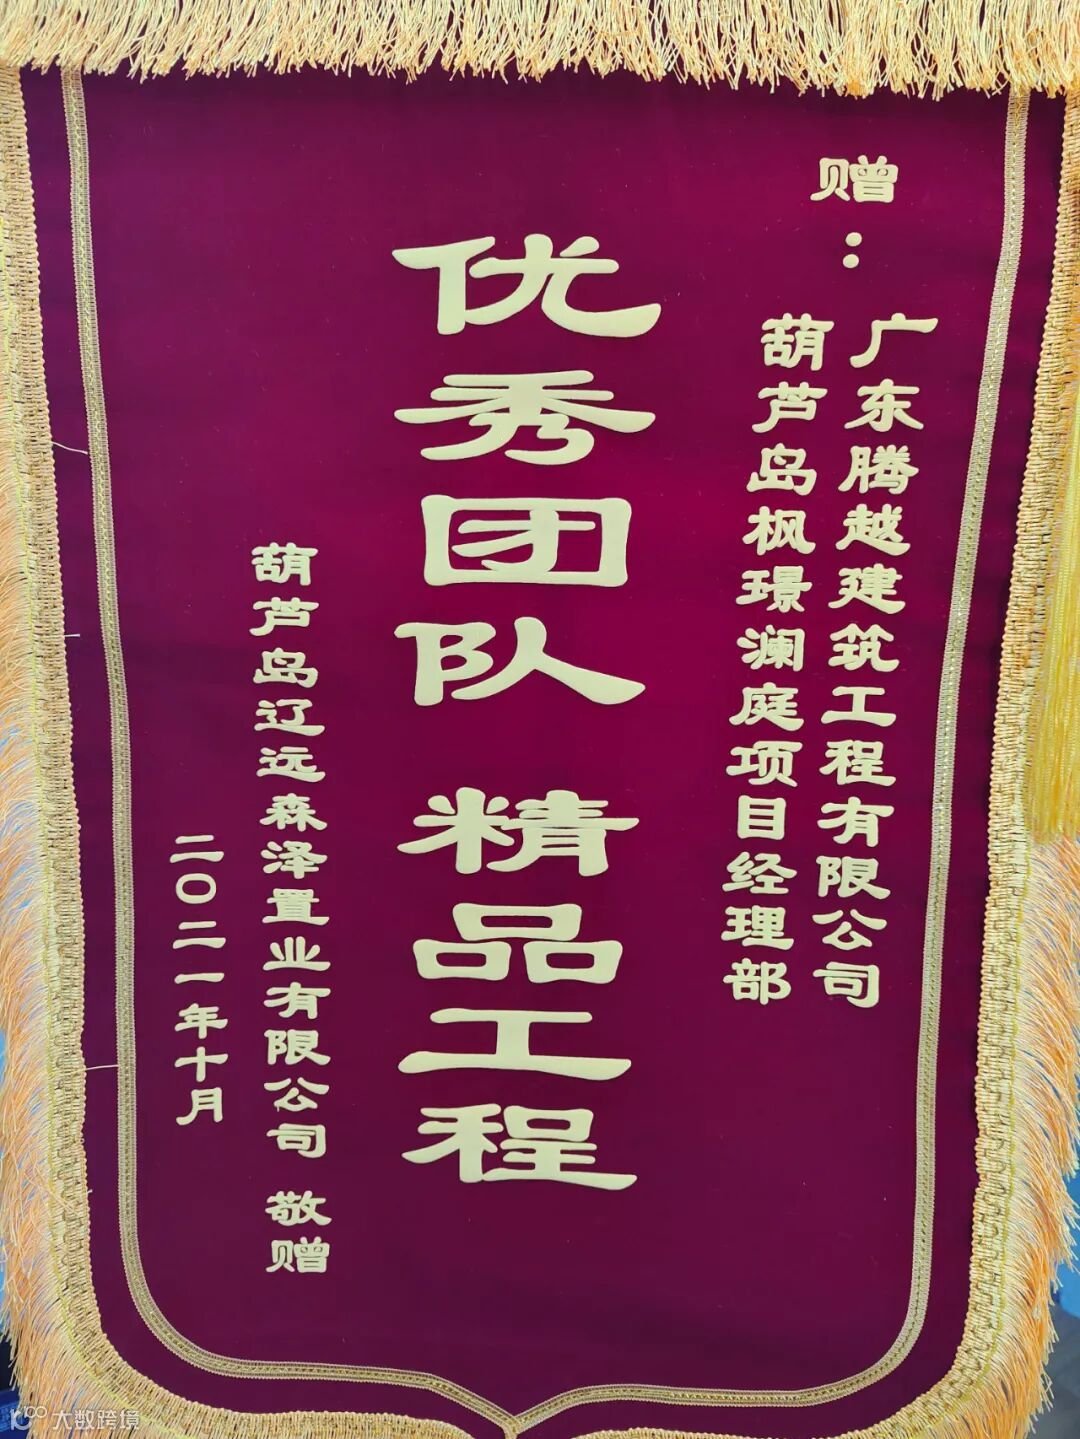 赠：
广东腾越建筑工程有限公司
葫芦岛枫璟澜庭项目经理部
优秀团队 精品工程
葫芦岛辽远森泽置业有限公司 敬赠
二〇二一年十月
大数跨境